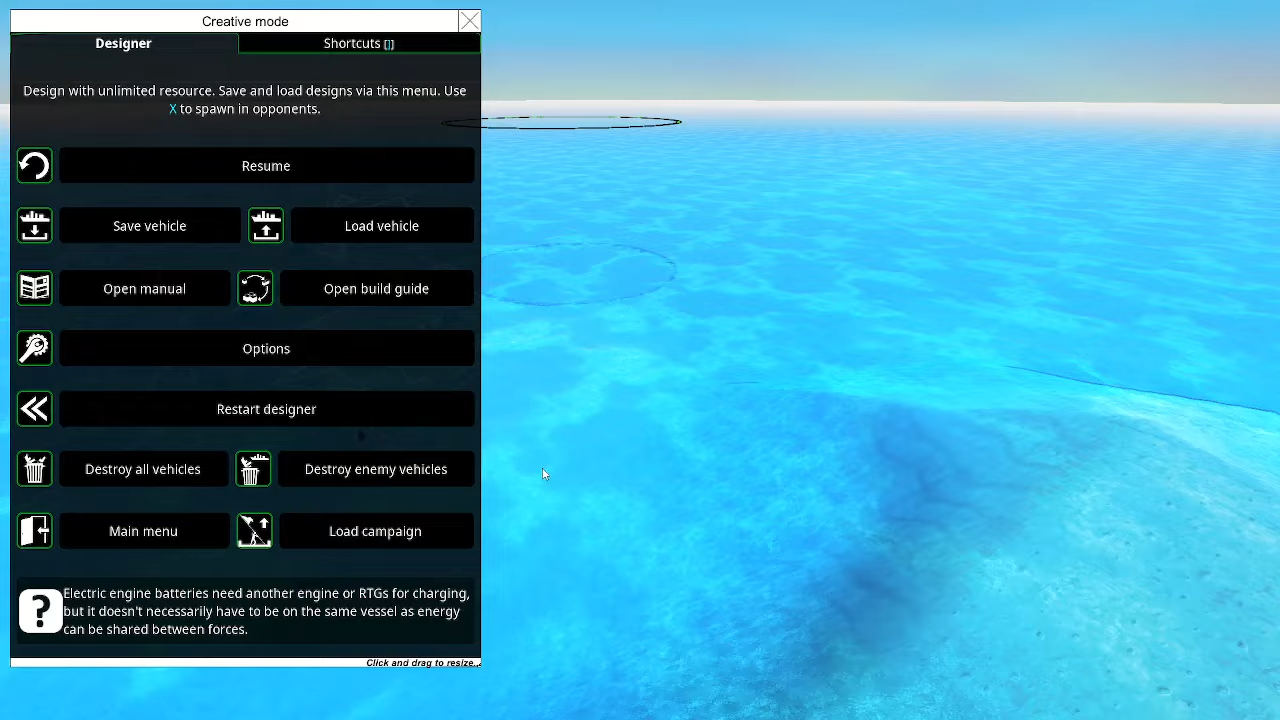 Creative mode
Designer
Shortcuts []]
Design with unlimited resource. Save and load designs via this menu. Use
X to spawn in opponents.
Resume
Save vehicle
Load vehicle
Open manual
Open build guide
Options
Restart designer
Destroy all vehicles
Destroy enemy vehicles
Main menu
Load campaign
?
Electric engine batteries need another engine or RTGs for charging,
but it doesn't necessarily have to be on the same vessel as energy
can be shared between forces.
Click and drag to resize..